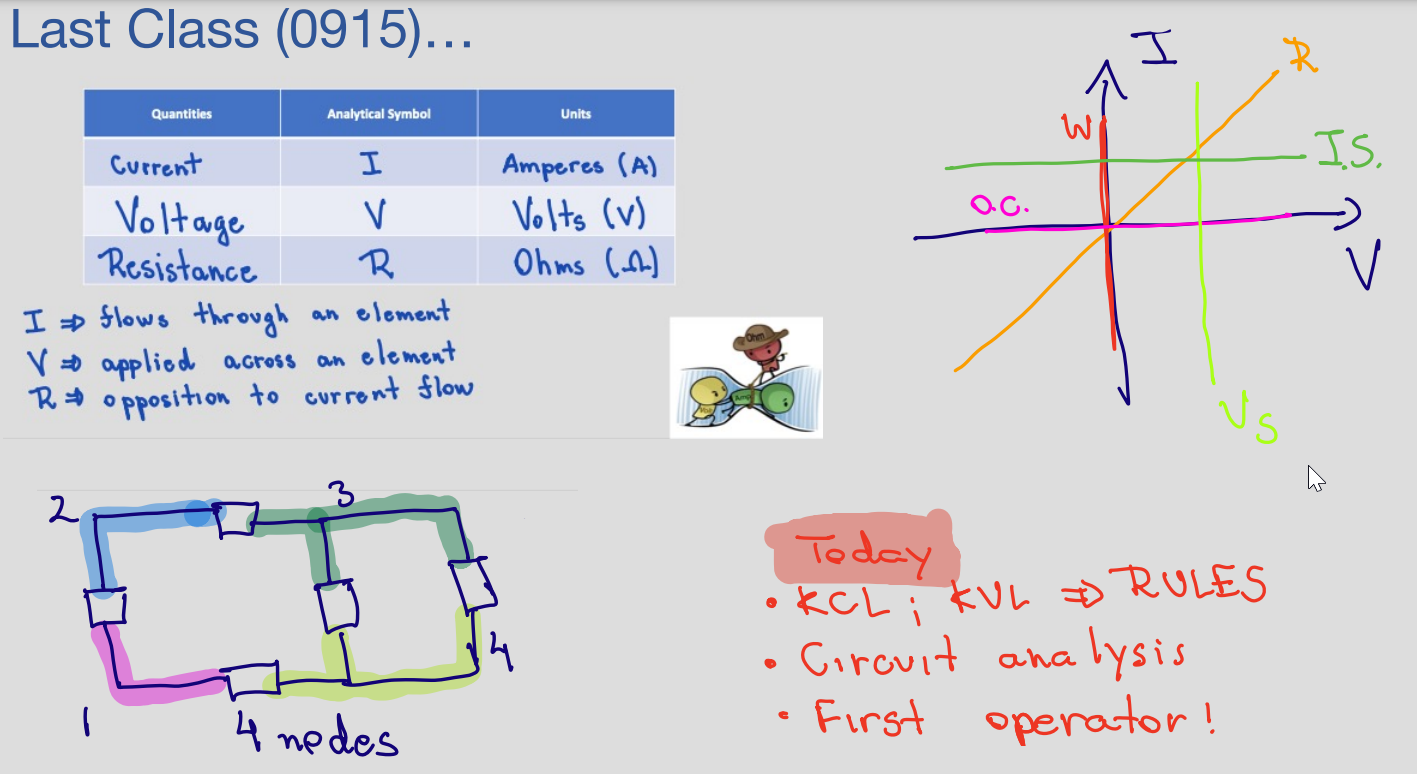 Last Class (0915)...
Quantities Analytical Symbol Units
Current I Amperes (A)
Voltage V Volts (V)
Resistance R Ohms (Ω)
I ⇒ flows through an element
V ⇒ applied across an element
R ⇒ opposition to current flow
Ohm
Volt
Amp
I
R
W
I.S.
o.c.
V
Vs
2
3
4
1
4 nodes
Today
• KCL ; KVL ⇒ RULES
• Circuit analysis
• First operator!